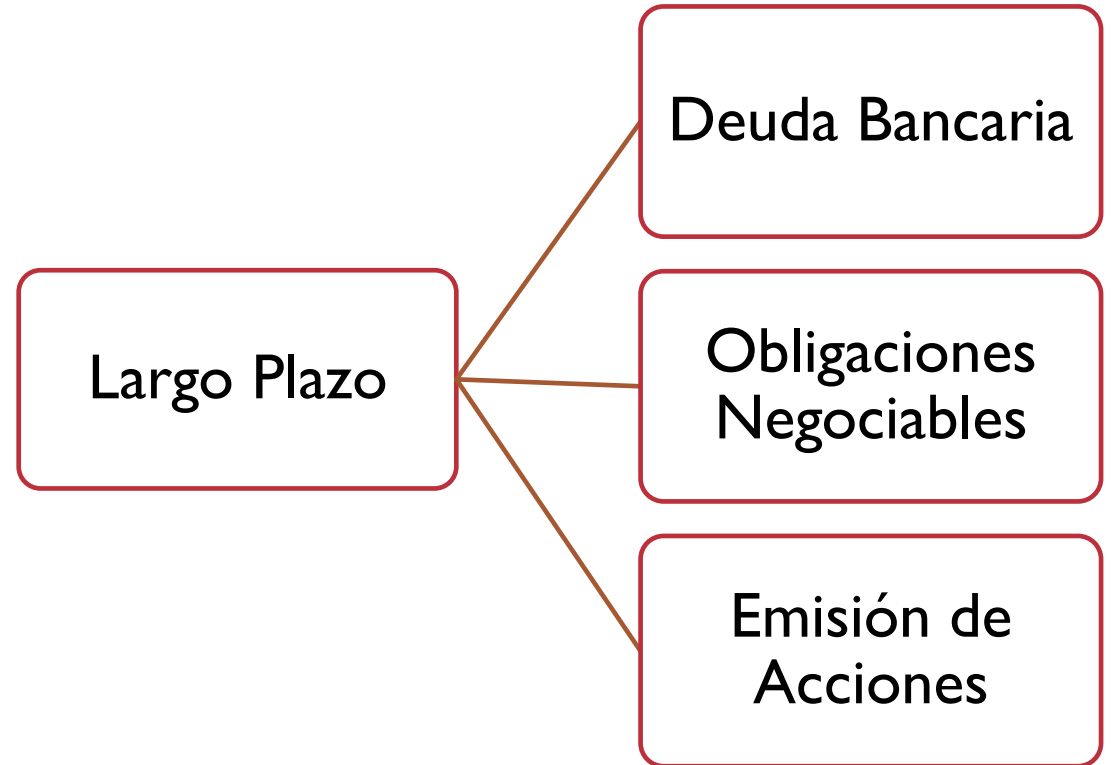 Largo Plazo
Deuda Bancaria
Obligaciones
Negociables
Emisión de
Acciones